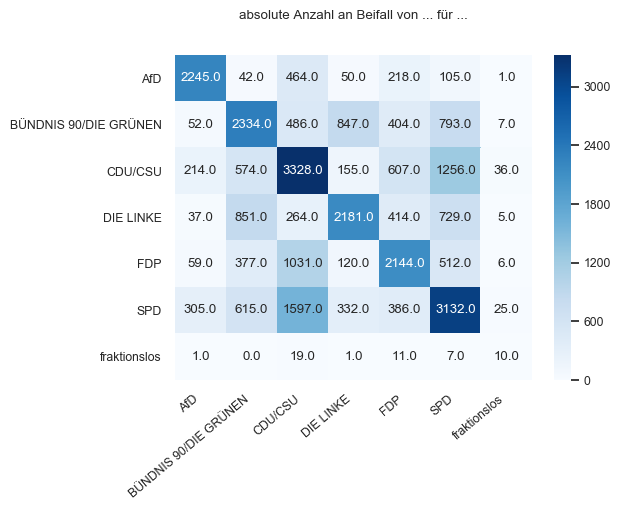 absolute Anzahl an Beifall von ... für ...
AfD 2245.0 42.0 464.0 50.0 218.0 105.0 1.0
BÜNDNIS 90/DIE GRÜNEN 52.0 2334.0 486.0 847.0 404.0 793.0 7.0
CDU/CSU 214.0 574.0 3328.0 155.0 607.0 1256.0 36.0
DIE LINKE 37.0 851.0 264.0 2181.0 414.0 729.0 5.0
FDP 59.0 377.0 1031.0 120.0 2144.0 512.0 6.0
SPD 305.0 615.0 1597.0 332.0 386.0 3132.0 25.0
fraktionslos 1.0 0.0 19.0 1.0 11.0 7.0 10.0
AfD
BÜNDNIS 90/DIE GRÜNEN
CDU/CSU
DIE LINKE
FDP
SPD
fraktionslos
3000
2400
1800
1200
600
0